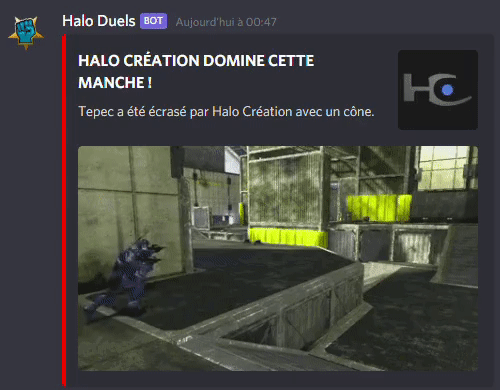 Halo Duels BOT Aujourd'hui à 00:47
HALO CRÉATION DOMINE CETTE
MANCHE !
Tepec a été écrasé par Halo Création avec un cône.
HC